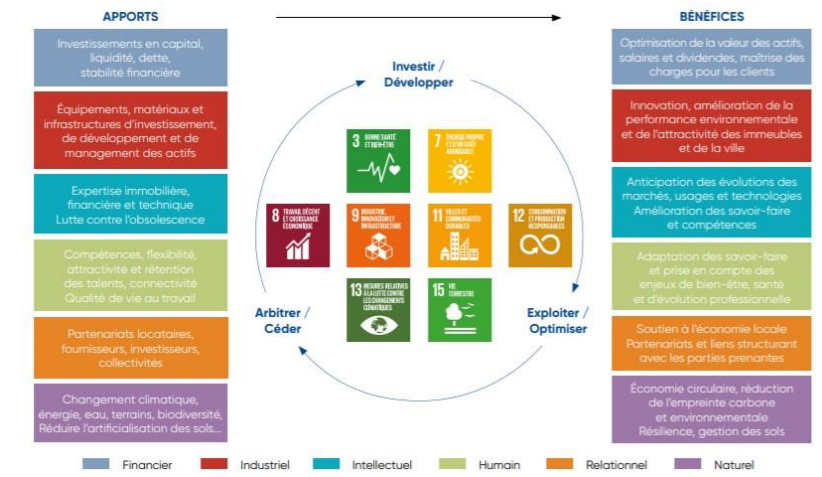 APPORTS
Investissements en capital,
liquidité, dette,
stabilité financière
Équipements, matériaux et
infrastructures d'investissement,
de développement et de
management des actifs
Expertise immobilière,
financière et technique
Lutte contre l'obsolescence
Compétences, flexibilité,
attractivité et rétention
des talents, connectivité
Qualité de vie au travail
Partenariats locataires,
fournisseurs, investisseurs,
collectivités
Changement climatique,
énergie, eau, terrains, biodiversité,
Réduire l'artificialisation des sols...
Investir /
Développer
3 BONNE SANTÉ
ET BIEN-ÊTRE
7 ÉNERGIE PROPRE
ET D'UN COÛT
ABORDABLE
8 TRAVAIL DÉCENT
ET CROISSANCE
ÉCONOMIQUE
9 INDUSTRIE,
INNOVATION ET
INFRASTRUCTURE
11 VILLES ET
COMMUNAUTÉS
DURABLES
12 CONSOMMATION
ET PRODUCTION
RESPONSABLES
13 MESURES RELATIVES
À LA LUTTE CONTRE
LES CHANGEMENTS
CLIMATIQUES
15 VIE
TERRESTRE
Arbitrer /
Céder
Exploiter /
Optimiser
BÉNÉFICES
Optimisation de la valeur des actifs,
salaires et dividendes, maîtrise des
charges pour les clients
Innovation, amélioration de la
performance environnementale
et de l'attractivité des immeubles
et de la ville
Anticipation des évolutions des
marchés, usages et technologies
Amélioration des savoir-faire
et compétences
Adaptation des savoir-faire
et prise en compte des
enjeux de bien-être, santé
et d'évolution professionnelle
Soutien à l'économie locale
Partenariats et liens structurant
avec les parties prenantes
Économie circulaire, réduction
de l'empreinte carbone
et environnementale
Résilience, gestion des sols
Financier Industriel Intellectuel Humain Relationnel Naturel